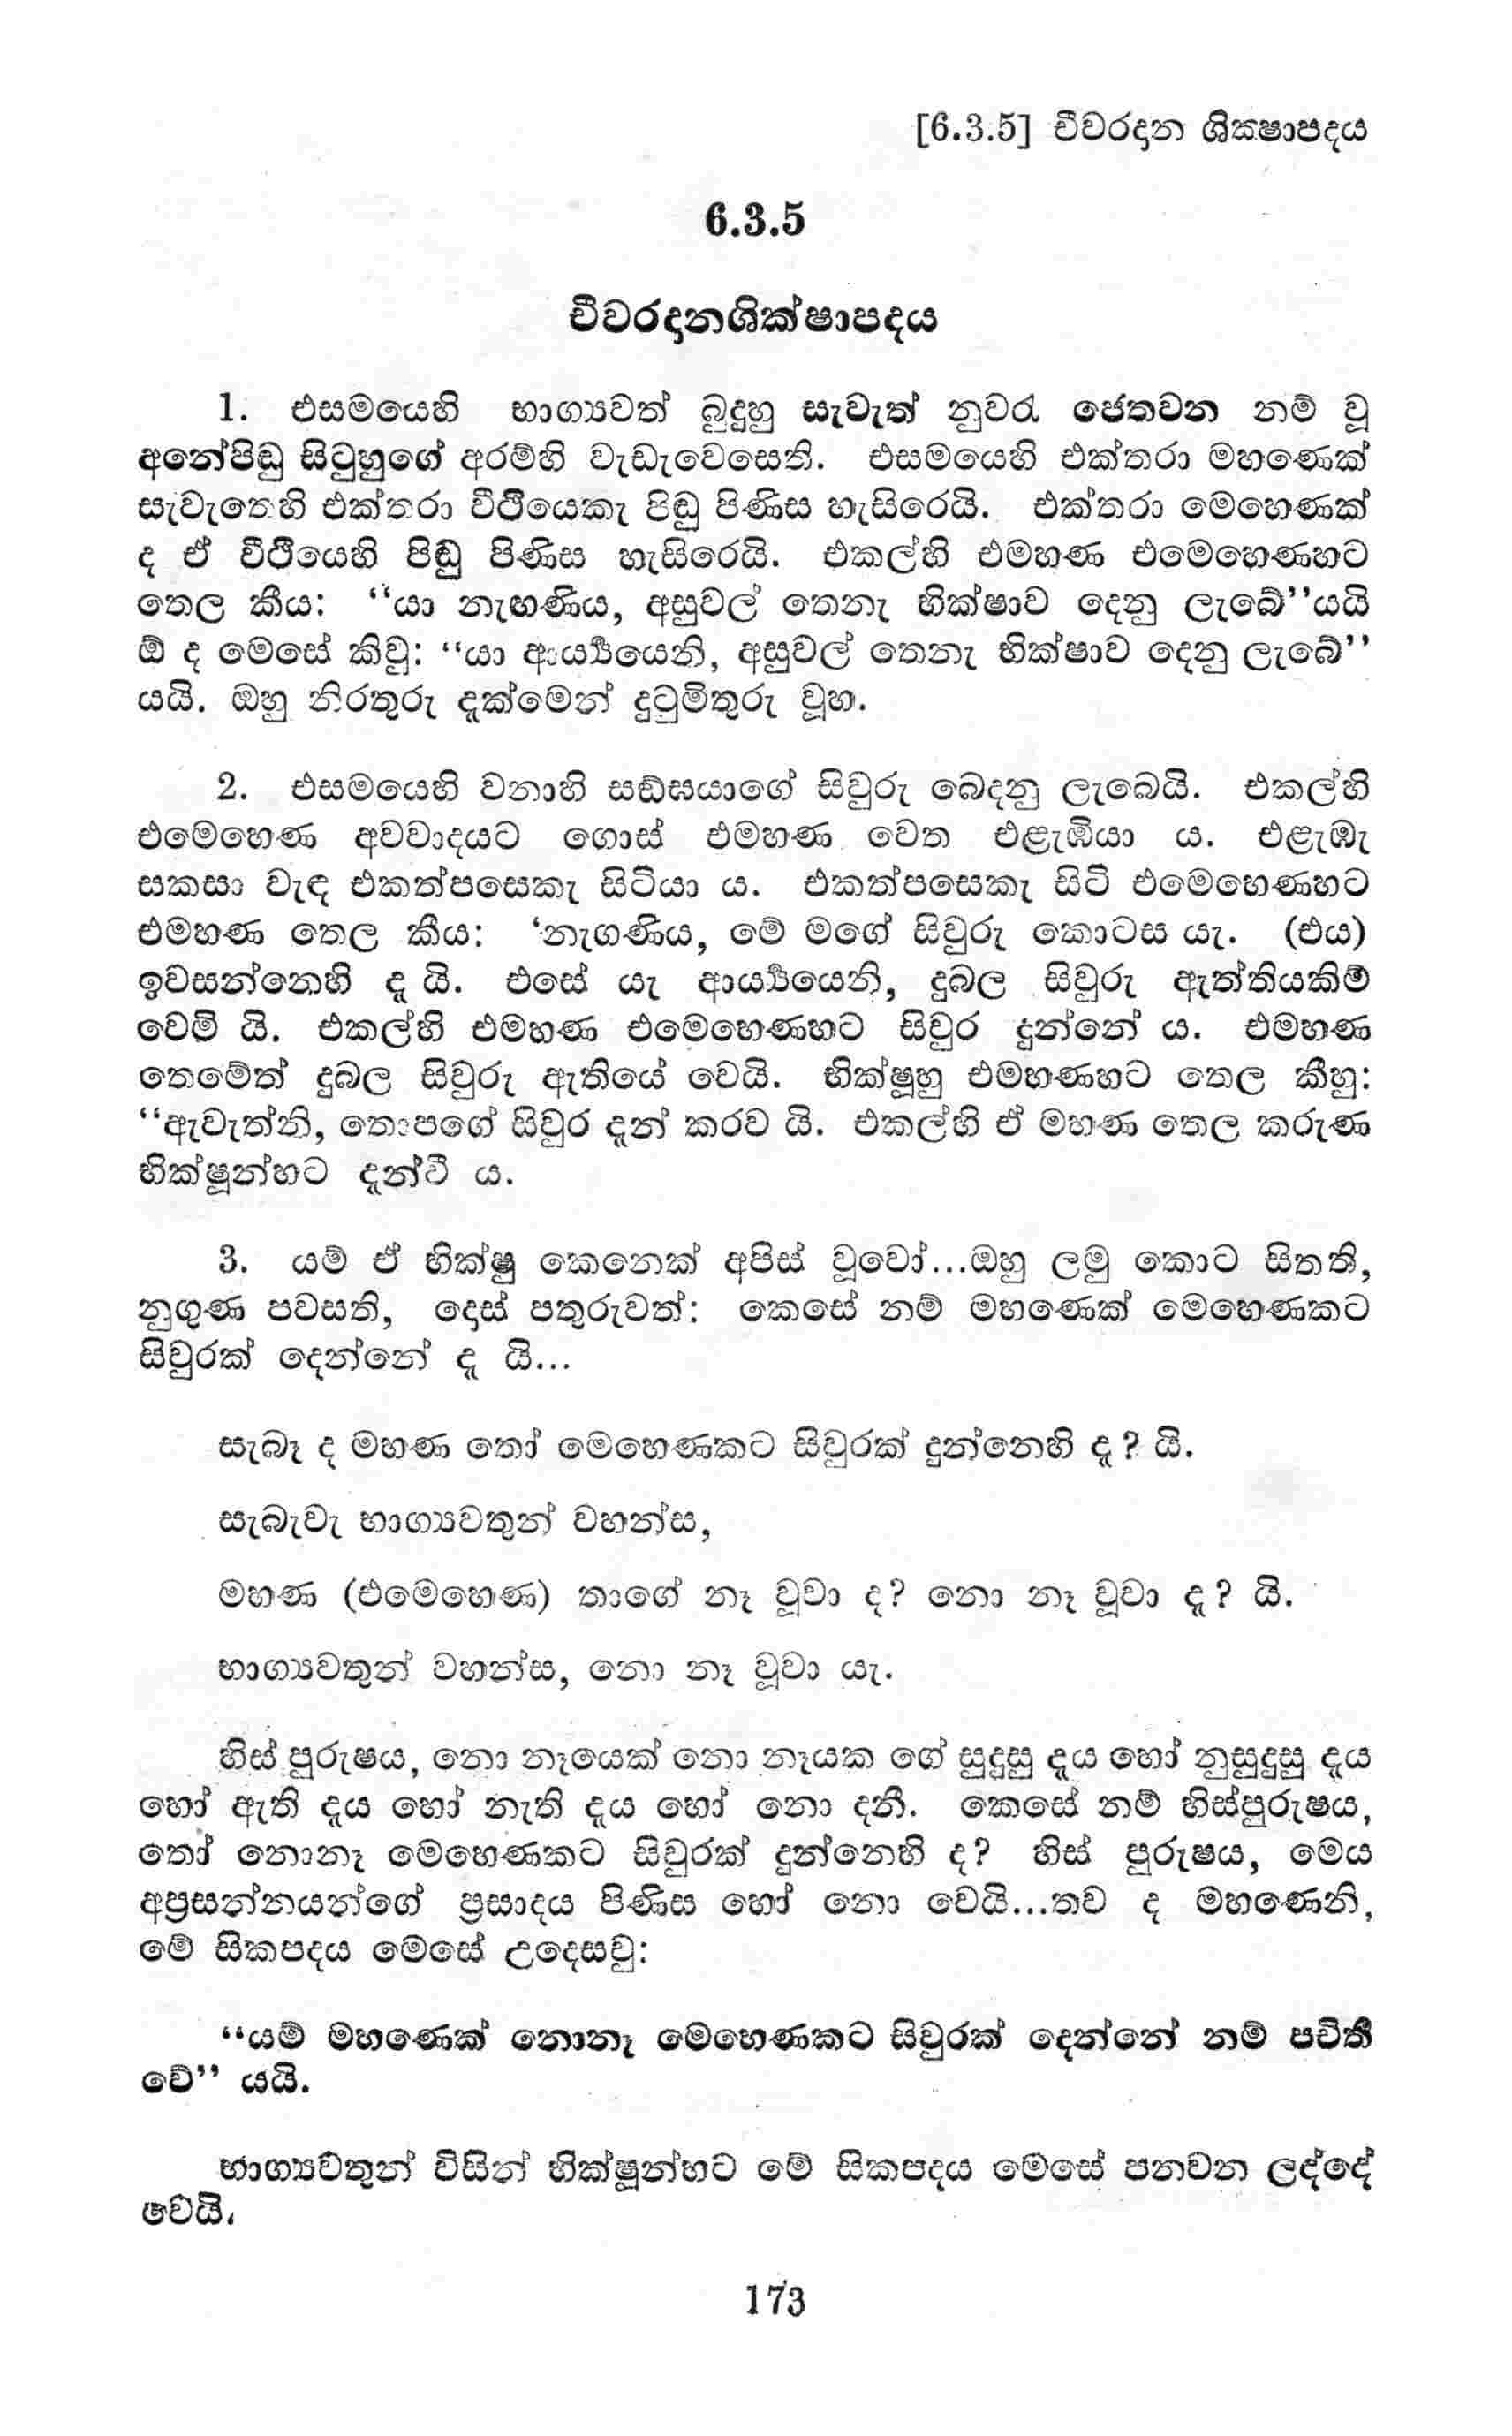 [6.3.5] චීවරදාන ශික්‍ෂාපදය
6.3.5
චීවරදානශික්ෂාපදය
1. එසමයෙහි භාග්‍යවත් බුදුහු සැවැත් නුවරැ ජෙතවන නම් වූ
අනේපිඬු සිටුහුගේ අරම්හි වැඩැවෙසෙති. එසමයෙහි එක්තරා මහණෙක්
සැවැතෙහි එක්තරා වීථියෙකැ පිඬු පිණිස හැසිරෙයි. එක්තරා මෙහෙණක්
ද ඒ වීථියෙහි පිඬු පිණිස හැසිරෙයි. එකල්හි එමහණ එමෙහෙණහට
තෙල කීය: “යා නැඟණිය, අසුවල් තෙනැ භික්ෂාව දෙනු ලැබේ”යයි
ඕ ද මෙසේ කිවූ: “යා ආර්‍ය්‍යයෙනි, අසුවල් තෙනැ භික්ෂාව දෙනු ලැබේ”
යයි. ඔහු නිරතුරු දැක්මෙන් දුටුමිතුරු වූහ.
2. එසමයෙහි වනාහි සඞ්ඝයාගේ සිවුරු බෙදනු ලැබෙයි. එකල්හි
එමෙහෙණ අවවාදයට ගොස් එමහණ වෙත එළැඹියා ය. එළැඹැ
සකසා වැඳ එකත්පසෙකැ සිටියා ය. එකත්පසෙකැ සිටි එමෙහෙණහට
එමහණ තෙල කීය: ‘නැගණිය, මේ මගේ සිවුරු කොටස යැ. (එය)
ඉවසන්නෙහි දැ යි. එසේ යැ ආර්‍ය්‍යයෙනි, දුබල සිවුරු ඇත්තියකිම්
වෙමි යි. එකල්හි එමහණ එමෙහෙණහට සිවුර දුන්නේ ය. එමහණ
තෙමේත් දුබල සිවුරු ඇතියේ වෙයි. භික්ෂූහු එමහණහට තෙල කීහු:
“ඇවැත්නි, තොපගේ සිවුර දැන් කරව යි. එකල්හි ඒ මහණ තෙල කරුණ
භික්ෂූන්හට දැන්වී ය.
3. යම් ඒ භික්ෂු කෙනෙක් අපිස් වූවෝ...ඔහු ලමු කොට සිතති,
නුගුණ පවසති, දොස් පතුරුවත්: කෙසේ නම් මහණෙක් මෙහෙණකට
සිවුරක් දෙන්නේ දැ යි...
සැබෑ ද මහණ තෝ මෙහෙණකට සිවුරක් දුන්නෙහි දැ? යි.
සැබැවැ භාග්‍යවතුන් වහන්ස,
මහණ (එමෙහෙණ) තාගේ නෑ වූවා ද? නො නෑ වූවා දැ? යි.
භාග්‍යවතුන් වහන්ස, නො නෑ වූවා යැ.
හිස් පුරුෂය, නො නෑයෙක් නො නෑයක ගේ සුදුසු දැය හෝ නුසුදුසු දැය
හෝ ඇති දැය හෝ නැති දැය හෝ නො දනී. කෙසේ නම් හිස්පුරුෂය,
තෝ නොනෑ මෙහෙණකට සිවුරක් දුන්නෙහි ද? හිස් පුරුෂය, මෙය
අප්‍රසන්නයන්ගේ ප්‍රසාදය පිණිස හෝ නො වෙයි...තව ද මහණෙනි,
මේ සිකපදය මෙසේ උදෙසවු:
“යම් මහණෙක් නොනෑ මෙහෙණකට සිවුරක් දෙන්නේ නම් පචිති
වේ” යයි.
භාග්‍යවතුන් විසින් භික්ෂූන්හට මේ සිකපදය මෙසේ පනවන ලද්දේ
වෙයි.
173